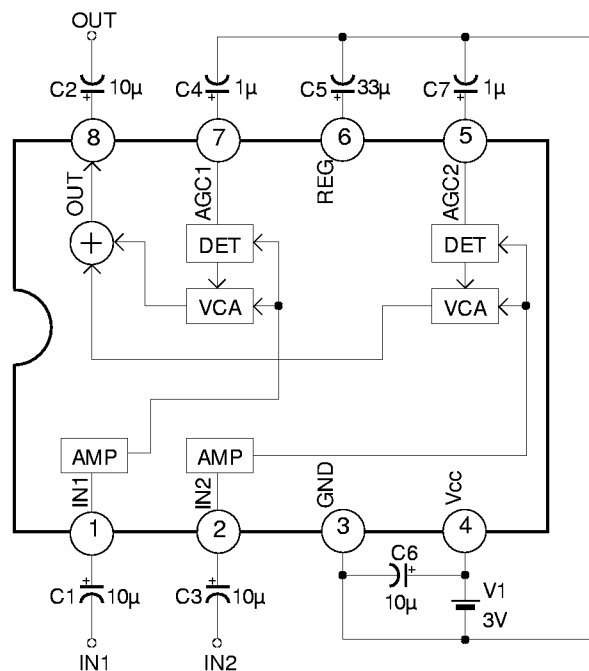 OUT
C2 10μ C4 1μ C5 33μ C7 1μ
+ + + +
8 7 6 5
OUT AGC1 REG AGC2
DET DET
+
VCA VCA
AMP AMP
IN1 IN2 GND Vcc
1 2 3 4
C1 + 10μ C3 + 10μ C6 + 10μ V1 3V
IN1 IN2